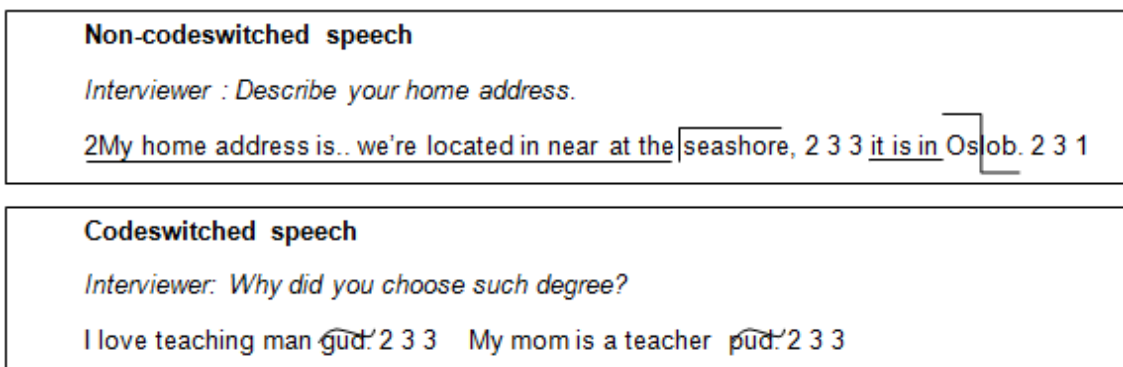 Non-codeswitched speech
Interviewer : Describe your home address.
2My home address is.. we're located in near at the seashore, 2 3 3 it is in Oslob. 2 3 1
Codeswitched speech
Interviewer: Why did you choose such degree?
I love teaching man gud.' 2 3 3 My mom is a teacher pud.' 2 3 3